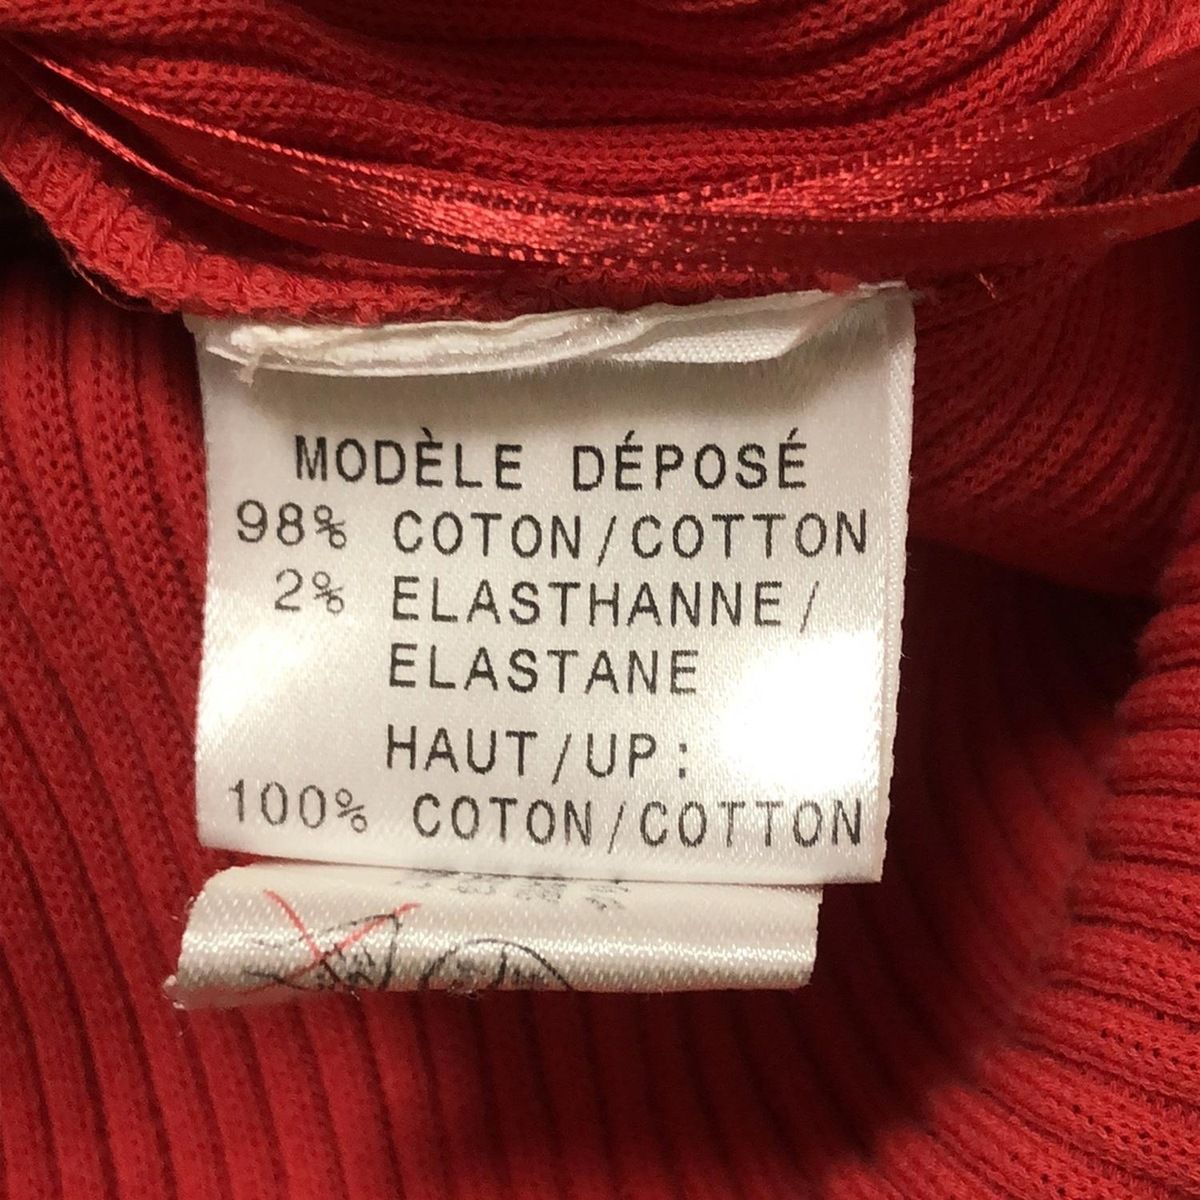 MODÈLE DÉPOSÉ
98% COTON/COTTON
2% ELASTHANNE/
ELASTANE
HAUT/UP:
100% COTON/COTTON